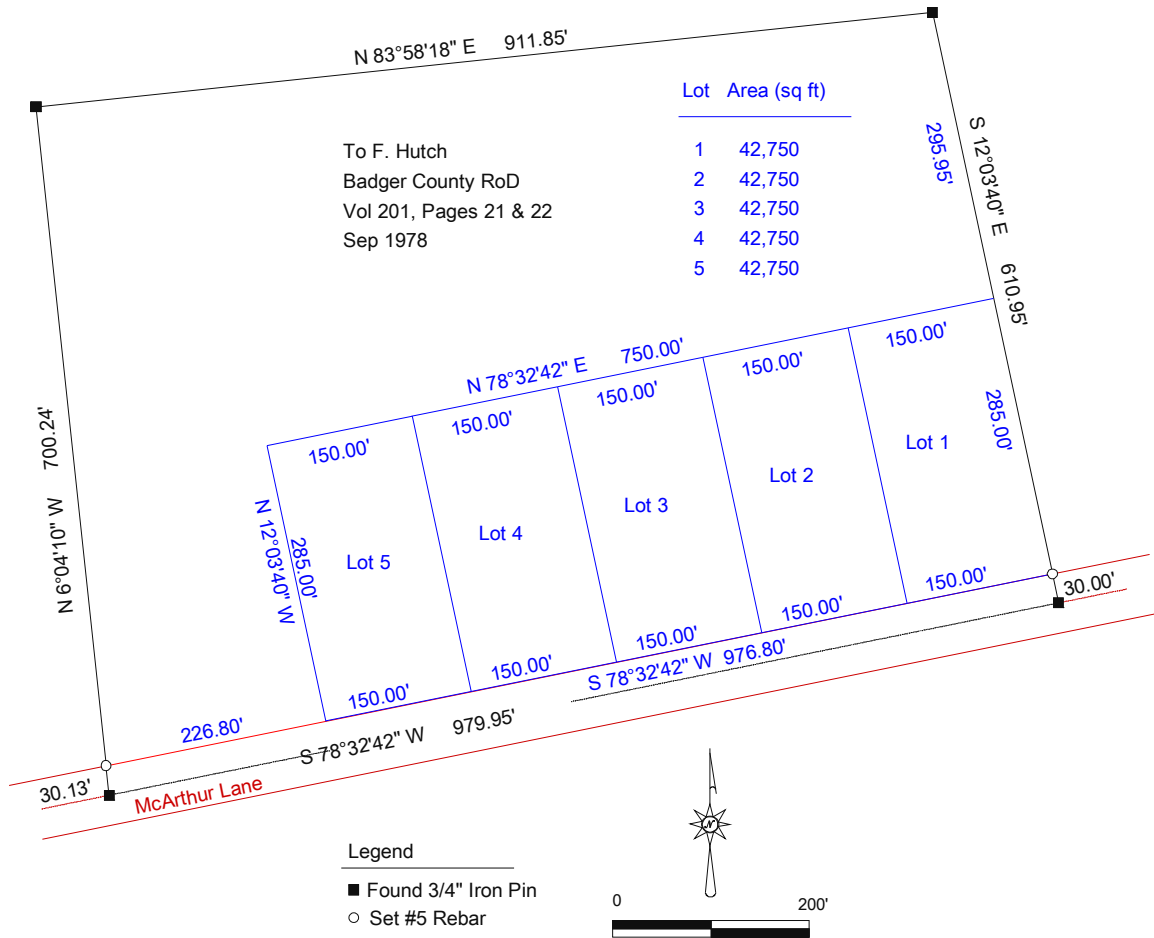 N 83°58'18" E 911.85'
Lot Area (sq ft)
1 42,750
2 42,750
3 42,750
4 42,750
5 42,750
To F. Hutch
Badger County RoD
Vol 201, Pages 21 & 22
Sep 1978
295.95'
S 12°03'40" E 610.95'
N 6°04'10" W 700.24'
N 78°32'42" E 750.00'
150.00'
150.00'
150.00'
150.00'
150.00'
285.00'
Lot 1
Lot 2
Lot 3
Lot 4
Lot 5
N 12°03'40" W
285.00'
150.00'
150.00'
150.00'
150.00'
150.00'
30.00'
S 78°32'42" W 976.80'
226.80'
S 78°32'42" W 979.95'
30.13'
McArthur Lane
N
Legend
Found 3/4" Iron Pin
Set #5 Rebar
0 200'